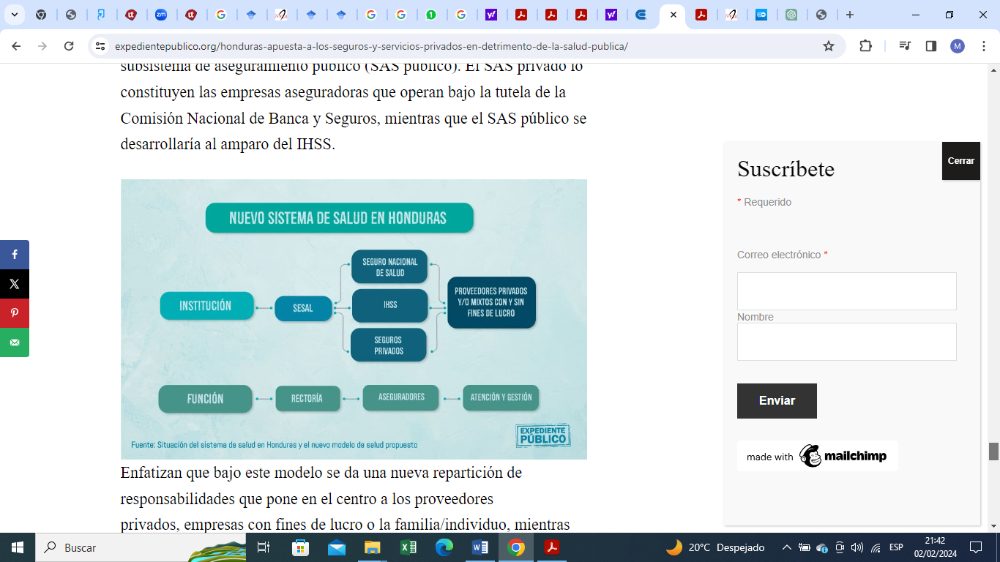 expedientepublico.org/honduras-apuesta-a-los-seguros-y-servicios-privados-en-detrimento-de-la-salud-publica/
M
subsistema de aseguramiento público (SAS público). El SAS privado lo
constituyen las empresas aseguradoras que operan bajo la tutela de la
Comisión Nacional de Banca y Seguros, mientras que el SAS público se
desarrollaría al amparo del IHSS.
NUEVO SISTEMA DE SALUD EN HONDURAS
INSTITUCIÓN
SESAL
SEGURO NACIONAL
DE SALUD
IHSS
SEGUROS
PRIVADOS
PROVEEDORES PRIVADOS
Y/O MIXTOS CON Y SIN
FINES DE LUCRO
FUNCIÓN
RECTORÍA
ASEGURADORES
ATENCIÓN Y GESTIÓN
EXPEDIENTE
PÚBLICO
Fuente: Situación del sistema de salud en Honduras y el nuevo modelo de salud propuesto
Enfatizan que bajo este modelo se da una nueva repartición de
responsabilidades que pone en el centro a los proveedores
privados, empresas con fines de lucro o la familia/individuo, mientras
Cerrar
Suscríbete
* Requerido
Correo electrónico *
Nombre
Enviar
made with mailchimp
Buscar
20°C Despejado
ESP
21:42
02/02/2024